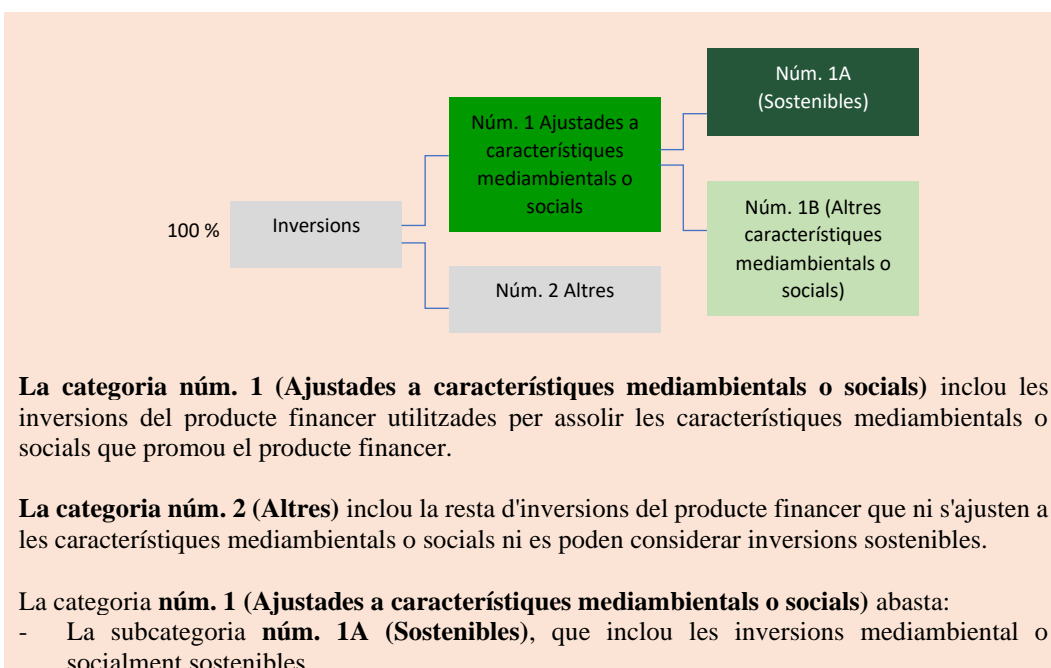 Núm. 1A
(Sostenibles)
Núm. 1 Ajustades a
característiques
mediambientals o
socials
Núm. 1B (Altres
característiques
mediambientals o
socials)
100 %
Inversions
Núm. 2 Altres
La categoria núm. 1 (Ajustades a característiques mediambientals o socials) inclou les
inversions del producte financer utilitzades per assolir les característiques mediambientals o
socials que promou el producte financer.
La categoria núm. 2 (Altres) inclou la resta d'inversions del producte financer que ni s'ajusten a
les característiques mediambientals o socials ni es poden considerar inversions sostenibles.
La categoria núm. 1 (Ajustades a característiques mediambientals o socials) abasta:
- La subcategoria núm. 1A (Sostenibles), que inclou les inversions mediambiental o
socialment sostenibles